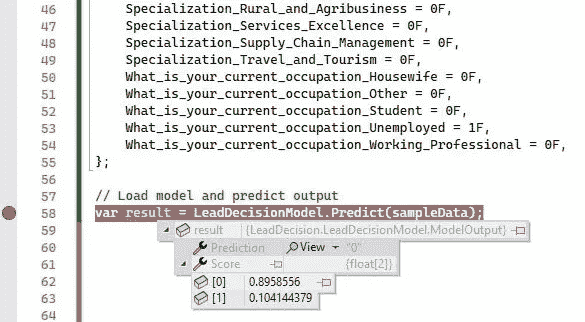 46 Specialization_Rural_and_Agribusiness = 0F,
47 Specialization_Services_Excellence = 0F,
48 Specialization_Supply_Chain_Management = 0F,
49 Specialization_Travel_and_Tourism = 0F,
50 What_is_your_current_occupation_Housewife = 0F,
51 What_is_your_current_occupation_Other = 0F,
52 What_is_your_current_occupation_Student = 0F,
53 What_is_your_current_occupation_Unemployed = 1F,
54 What_is_your_current_occupation_Working_Professional = 0F,
55 };
56
57 // Load model and predict output
58 var result = LeadDecisionModel.Predict(sampleData);
59 result {LeadDecision.LeadDecisionModel.ModelOutput}
60 Prediction View "0"
61 Score {float[2]}
62 [0] 0.8958556
63 [1] 0.104144379
64